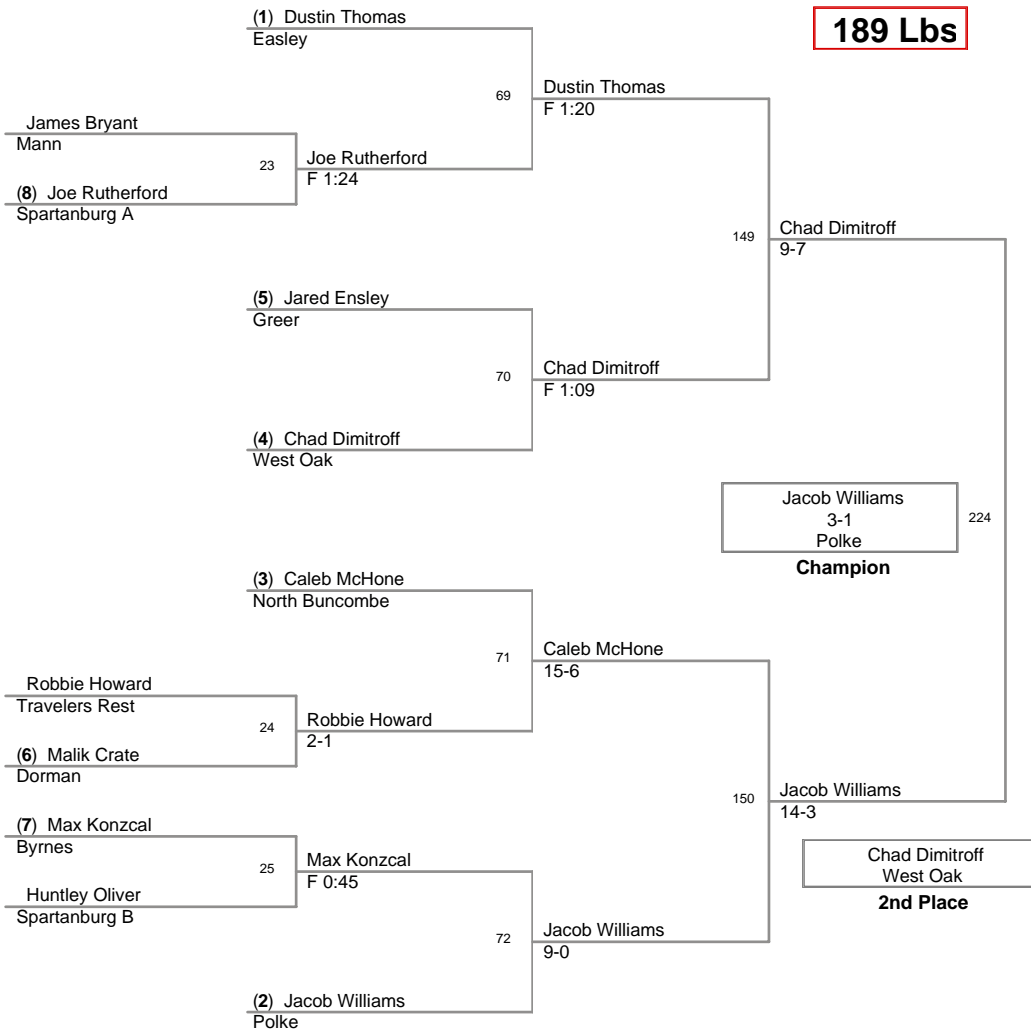 189 Lbs
(1) Dustin Thomas
Easley
69
Dustin Thomas
F 1:20
James Bryant
Mann
23
Joe Rutherford
F 1:24
(8) Joe Rutherford
Spartanburg A
149
Chad Dimitroff
9-7
(5) Jared Ensley
Greer
70
Chad Dimitroff
F 1:09
(4) Chad Dimitroff
West Oak
Jacob Williams
3-1
Polke
224
Champion
(3) Caleb McHone
North Buncombe
71
Caleb McHone
15-6
Robbie Howard
Travelers Rest
24
Robbie Howard
2-1
(6) Malik Crate
Dorman
150
Jacob Williams
14-3
(7) Max Konzcal
Byrnes
25
Max Konzcal
F 0:45
Huntley Oliver
Spartanburg B
Chad Dimitroff
West Oak
2nd Place
72
Jacob Williams
9-0
(2) Jacob Williams
Polke